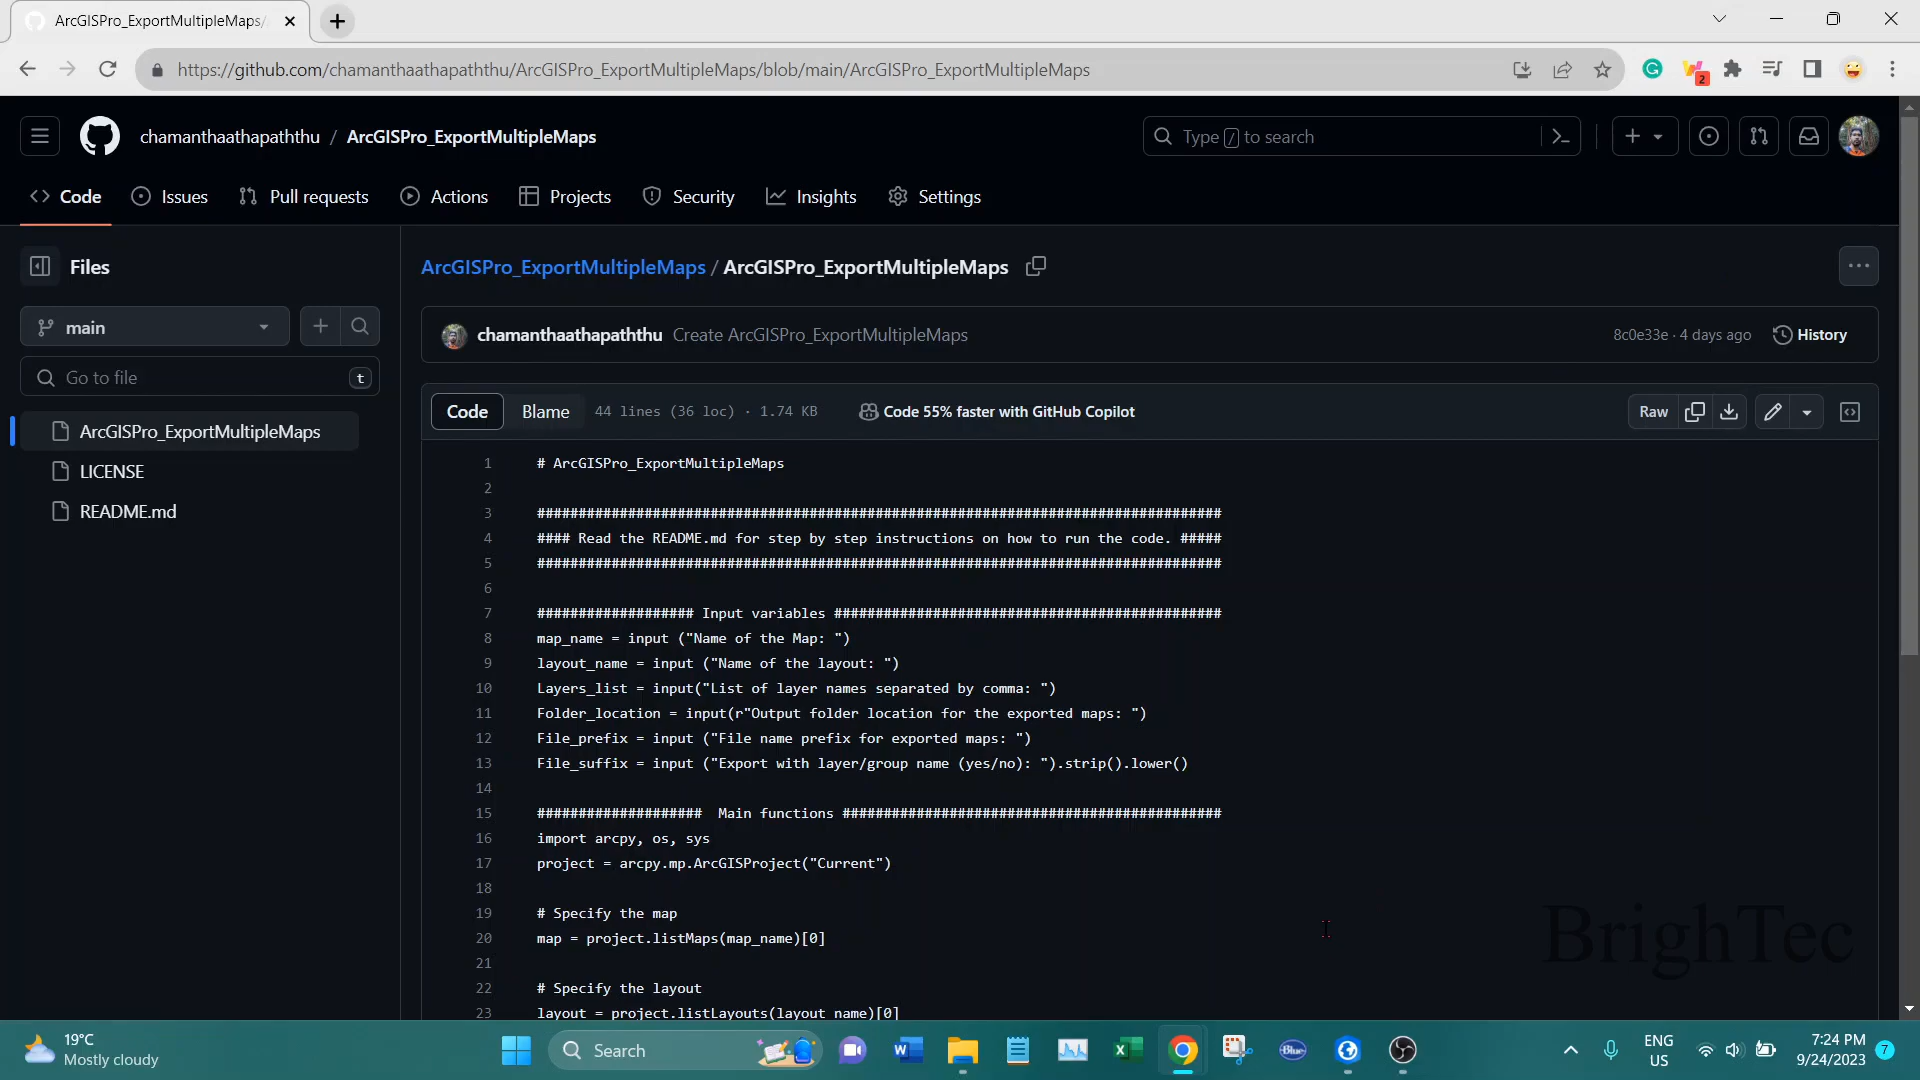 ArcGISPro_ExportMultipleMaps/
https://github.com/chamanthaathapaththu/ArcGISPro_ExportMultipleMaps/blob/main/ArcGISPro_ExportMultipleMaps
2
chamanthaathapaththu / ArcGISPro_ExportMultipleMaps
Type / to search
Code Issues Pull requests Actions Projects Security Insights Settings
Files
ArcGISPro_ExportMultipleMaps / ArcGISPro_ExportMultipleMaps
main
chamanthaathapaththu Create ArcGISPro_ExportMultipleMaps 8c0e33e · 4 days ago History
Go to file t
Code Blame 44 lines (36 loc) · 1.74 KB Code 55% faster with GitHub Copilot Raw
ArcGISPro_ExportMultipleMaps
LICENSE
README.md
1 # ArcGISPro_ExportMultipleMaps
2
3 ###################################################################################
4 #### Read the README.md for step by step instructions on how to run the code. #####
5 ###################################################################################
6
7 ################### Input variables ###############################################
8 map_name = input ("Name of the Map: ")
9 layout_name = input ("Name of the layout: ")
10 Layers_list = input("List of layer names separated by comma: ")
11 Folder_location = input(r"Output folder location for the exported maps: ")
12 File_prefix = input ("File name prefix for exported maps: ")
13 File_suffix = input ("Export with layer/group name (yes/no): ").strip().lower()
14
15 ####################  Main functions ##############################################
16 import arcpy, os, sys
17 project = arcpy.mp.ArcGISProject("Current")
18
19 # Specify the map
20 map = project.listMaps(map_name)[0]
21
22 # Specify the layout
23 layout = project.listLayouts(layout_name)[0]
BrighTec
19°C
Mostly cloudy
Search
Blue
ENG
US
7:24 PM
9/24/2023
7